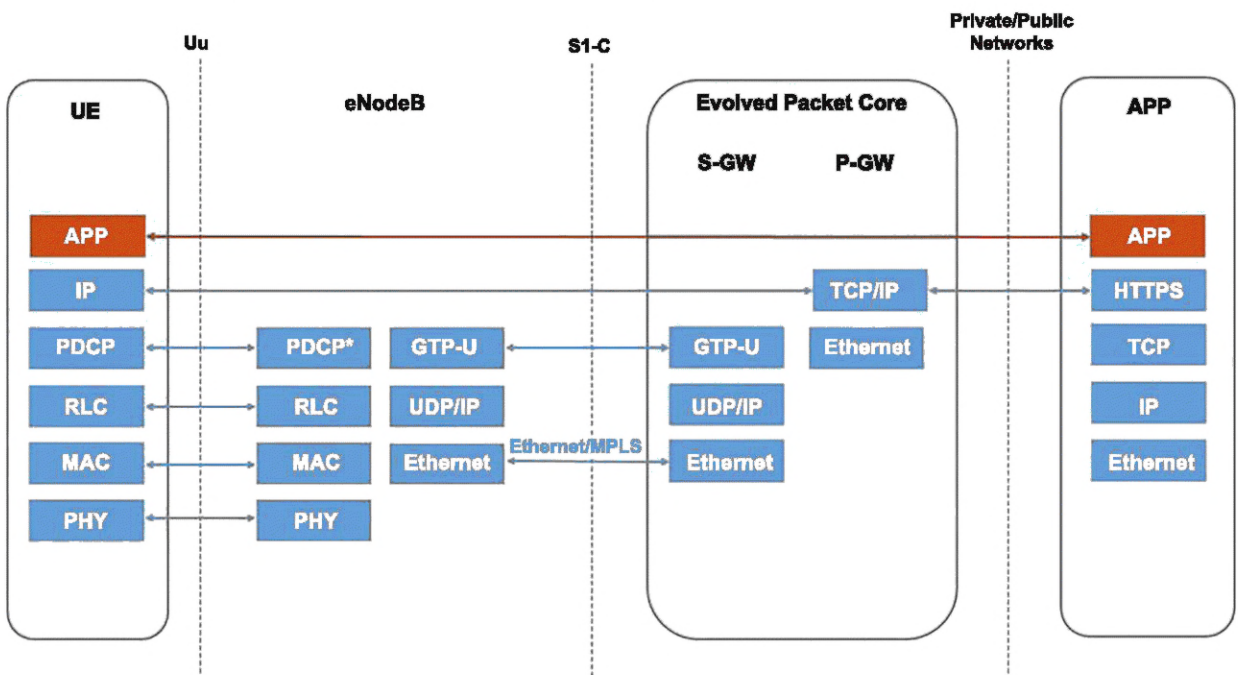 Private/Public
Networks
Uu
S1-C
UE
eNodeB
Evolved Packet Core
APP
S-GW
P-GW
APP
APP
IP
TCP/IP
HTTPS
PDCP
PDCP*
GTP-U
GTP-U
Ethernet
TCP
RLC
RLC
UDP/IP
UDP/IP
IP
Ethernet/MPLS
MAC
MAC
Ethernet
Ethernet
Ethernet
PHY
PHY